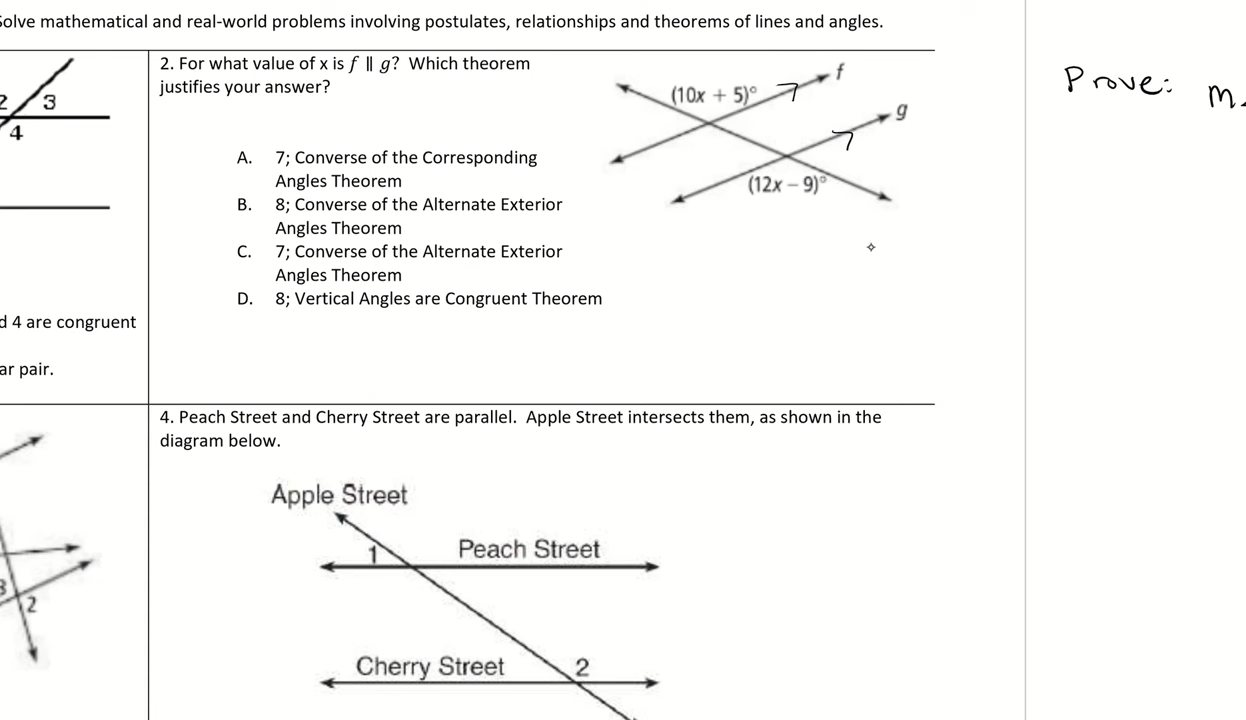 Solve mathematical and real-world problems involving postulates, relationships and theorems of lines and angles.
2
3
4
d 4 are congruent
ar pair.
3
2
2. For what value of x is f ∥ g? Which theorem
justifies your answer?
A. 7; Converse of the Corresponding
Angles Theorem
B. 8; Converse of the Alternate Exterior
Angles Theorem
C. 7; Converse of the Alternate Exterior
Angles Theorem
D. 8; Vertical Angles are Congruent Theorem
(10x + 5)°
f
g
(12x – 9)°
4. Peach Street and Cherry Street are parallel. Apple Street intersects them, as shown in the
diagram below.
Apple Street
1
Peach Street
Cherry Street
2
Prove: m